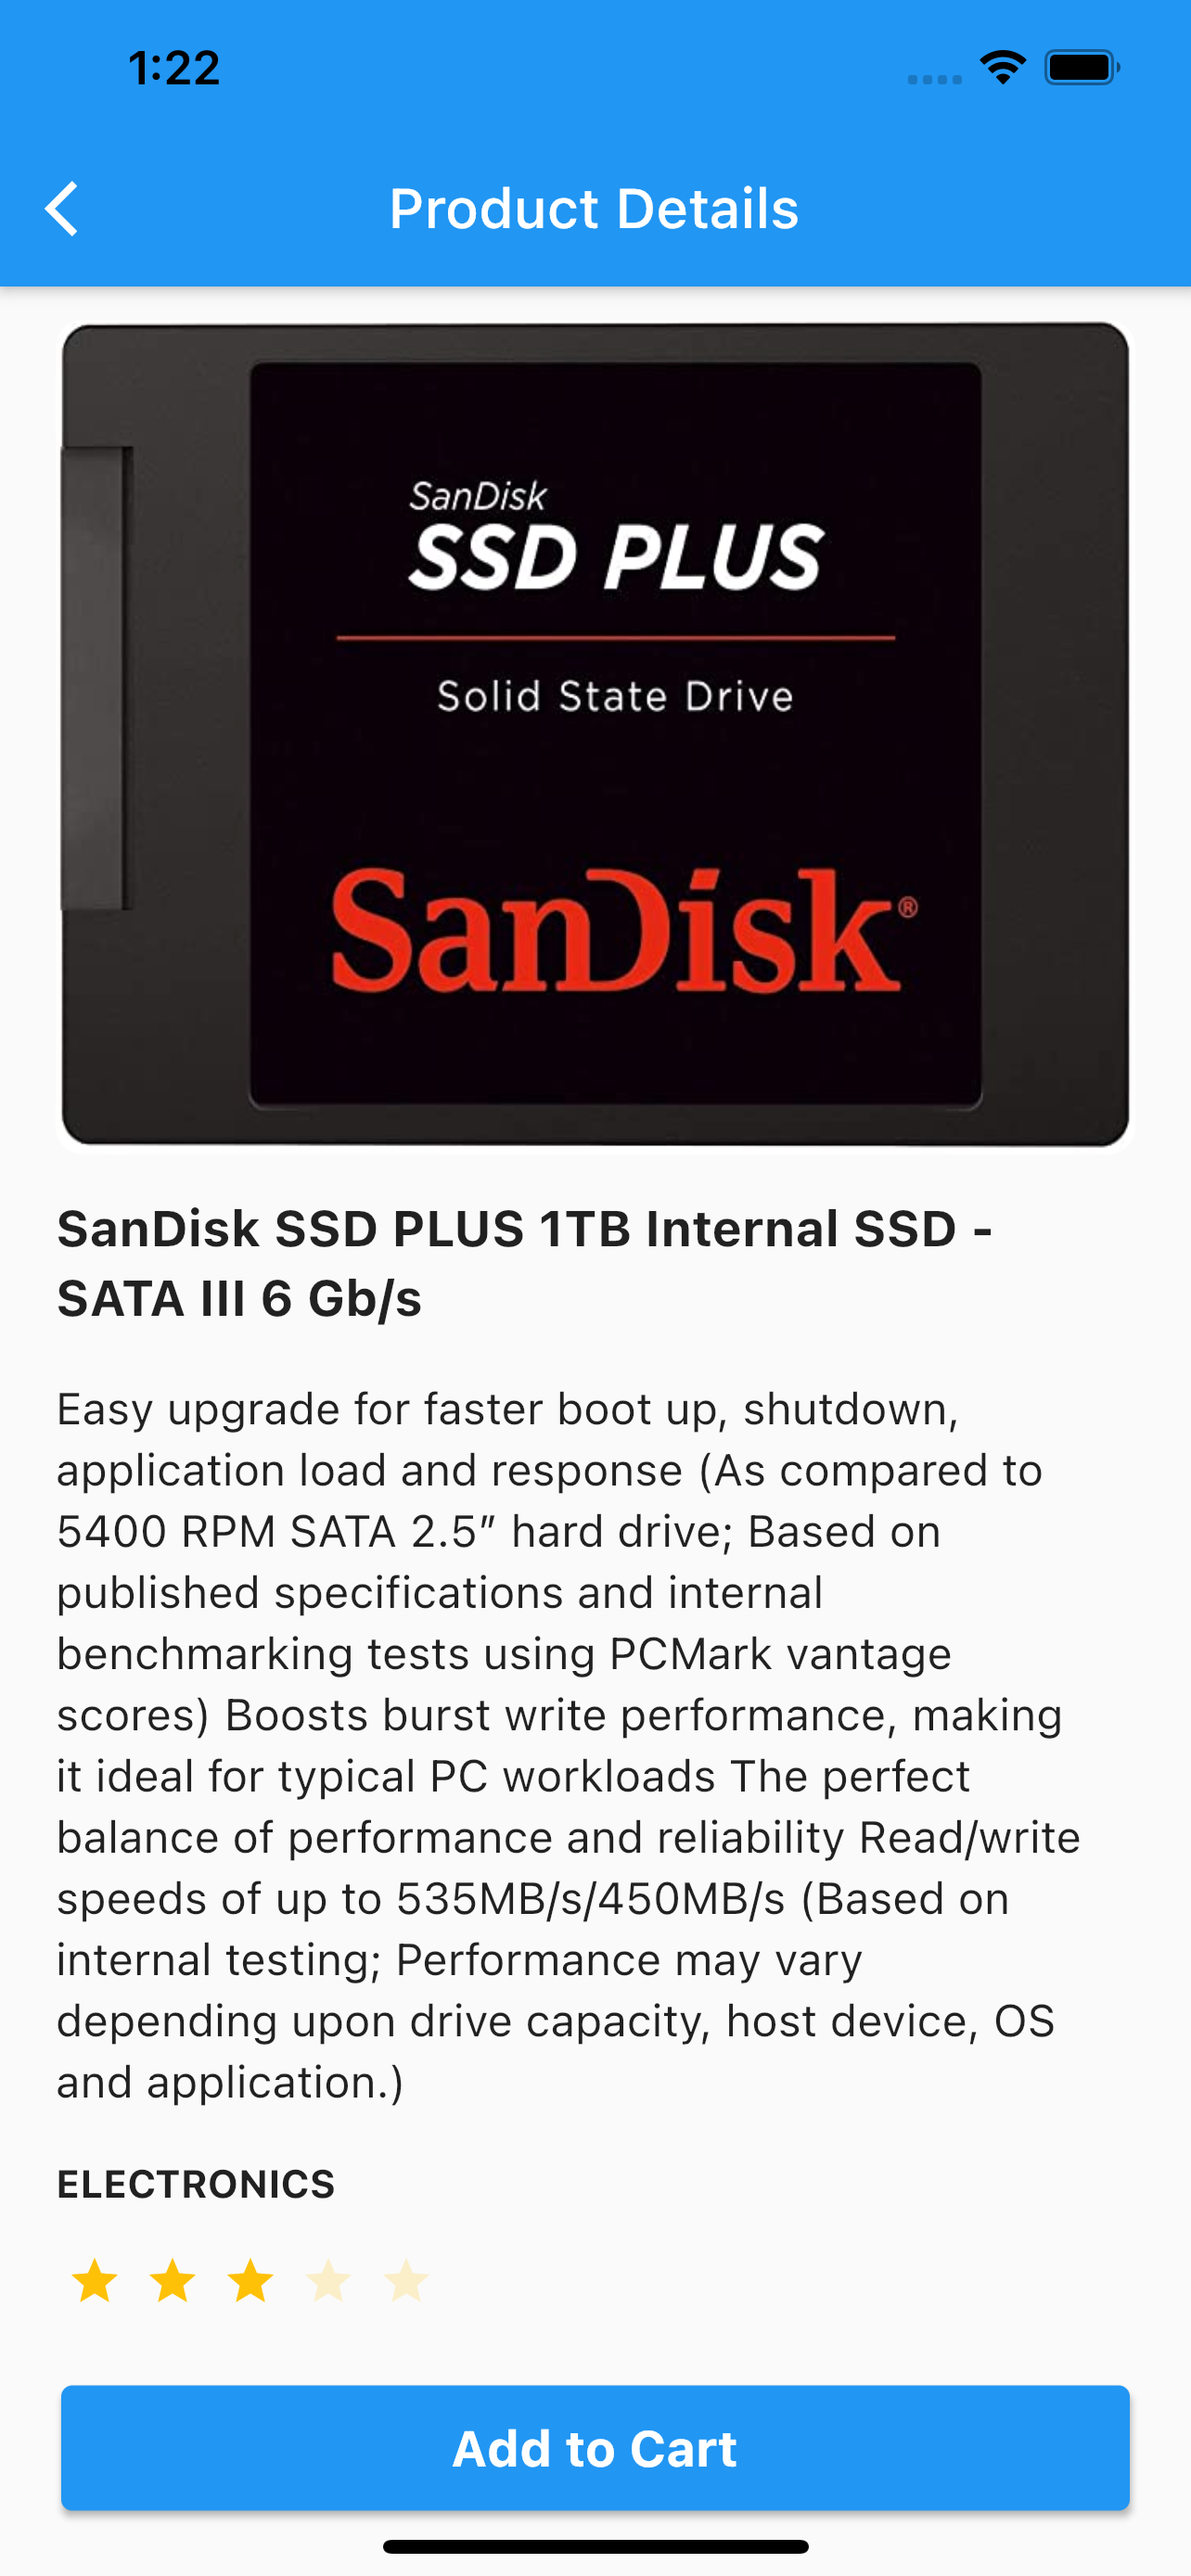 1:22
Product Details
SanDisk
SSD PLUS
Solid State Drive
SanDisk®
SanDisk SSD PLUS 1TB Internal SSD -
SATA III 6 Gb/s
Easy upgrade for faster boot up, shutdown,
application load and response (As compared to
5400 RPM SATA 2.5” hard drive; Based on
published specifications and internal
benchmarking tests using PCMark vantage
scores) Boosts burst write performance, making
it ideal for typical PC workloads The perfect
balance of performance and reliability Read/write
speeds of up to 535MB/s/450MB/s (Based on
internal testing; Performance may vary
depending upon drive capacity, host device, OS
and application.)
ELECTRONICS
Add to Cart